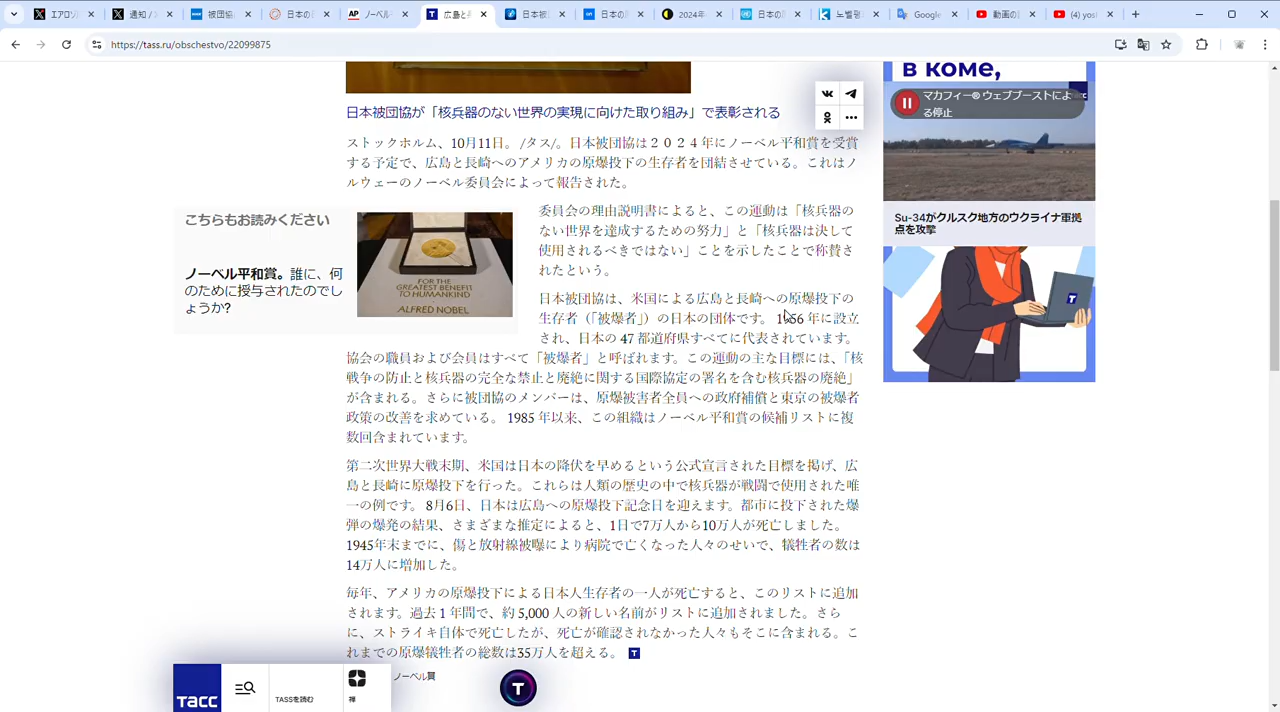 エアロリ
通知 /
被団協
日本の
ノーベル
広島と
日本被
日本の
2024年
日本の
노벨평화
Google
動画の
(4) yost
https://tass.ru/obschestvo/22099875
В КОМЕ,
マカフィー® ウェブブーストによ
る停止
日本被団協が「核兵器のない世界の実現に向けた取り組み」で表彰される
ストックホルム、10月11日。 /タス/。日本被団協は２０２４年にノーベル平和賞を受賞
する予定で、広島と長崎へのアメリカの原爆投下の生存者を団結させている。これはノ
ルウェーのノーベル委員会によって報告された。
こちらもお読みください
ノーベル平和賞。誰に、何
のために授与されたのでし
ょうか?
FOR THE
GREATEST BENEFIT
TO HUMANKIND
ALFRED NOBEL
委員会の理由説明書によると、この運動は「核兵器の
ない世界を達成するための努力」と「核兵器は決して
使用されるべきではない」ことを示したことで称賛さ
れたという。
日本被団協は、米国による広島と長崎への原爆投下の
生存者（「被爆者」）の日本の団体です。 1956 年に設立
され、日本の 47 都道府県すべてに代表されています。
協会の職員および会員はすべて「被爆者」と呼ばれます。この運動の主な目標には、「核
戦争の防止と核兵器の完全な禁止と廃絶に関する国際協定の署名を含む核兵器の廃絶」
が含まれる。さらに被団協のメンバーは、原爆被害者全員への政府補償と東京の被爆者
政策の改善を求めている。 1985 年以来、この組織はノーベル平和賞の候補リストに複
数回含まれています。
第二次世界大戦末期、米国は日本の降伏を早めるという公式宣言された目標を掲げ、広
島と長崎に原爆投下を行った。これらは人類の歴史の中で核兵器が戦闘で使用された唯
一の例です。 8月6日、日本は広島への原爆投下記念日を迎えます。都市に投下された爆
弾の爆発の結果、さまざまな推定によると、1日で7万人から10万人が死亡しました。
1945年末までに、傷と放射線被曝により病院で亡くなった人々のせいで、犠牲者の数は
14万人に増加した。
毎年、アメリカの原爆投下による日本人生存者の一人が死亡すると、このリストに追加
されます。過去 1 年間で、約 5,000 人の新しい名前がリストに追加されました。さら
に、ストライキ自体で死亡したが、死亡が確認されなかった人々もそこに含まれる。こ
れまでの原爆犠牲者の総数は35万人を超える。
Su-34がクルスク地方のウクライナ軍拠
点を攻撃
ТАСС
TASSを読む
禅
ノーベル賞